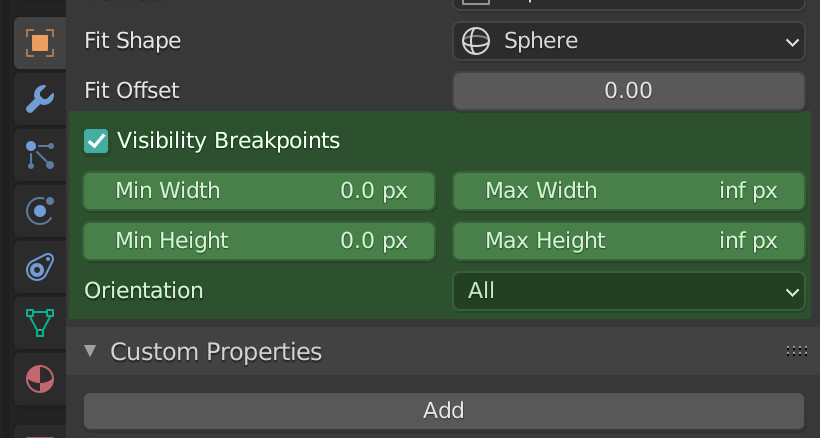 Fit Shape Sphere
Fit Offset 0.00
Visibility Breakpoints
Min Width 0.0 px Max Width inf px
Min Height 0.0 px Max Height inf px
Orientation All
Custom Properties
Add